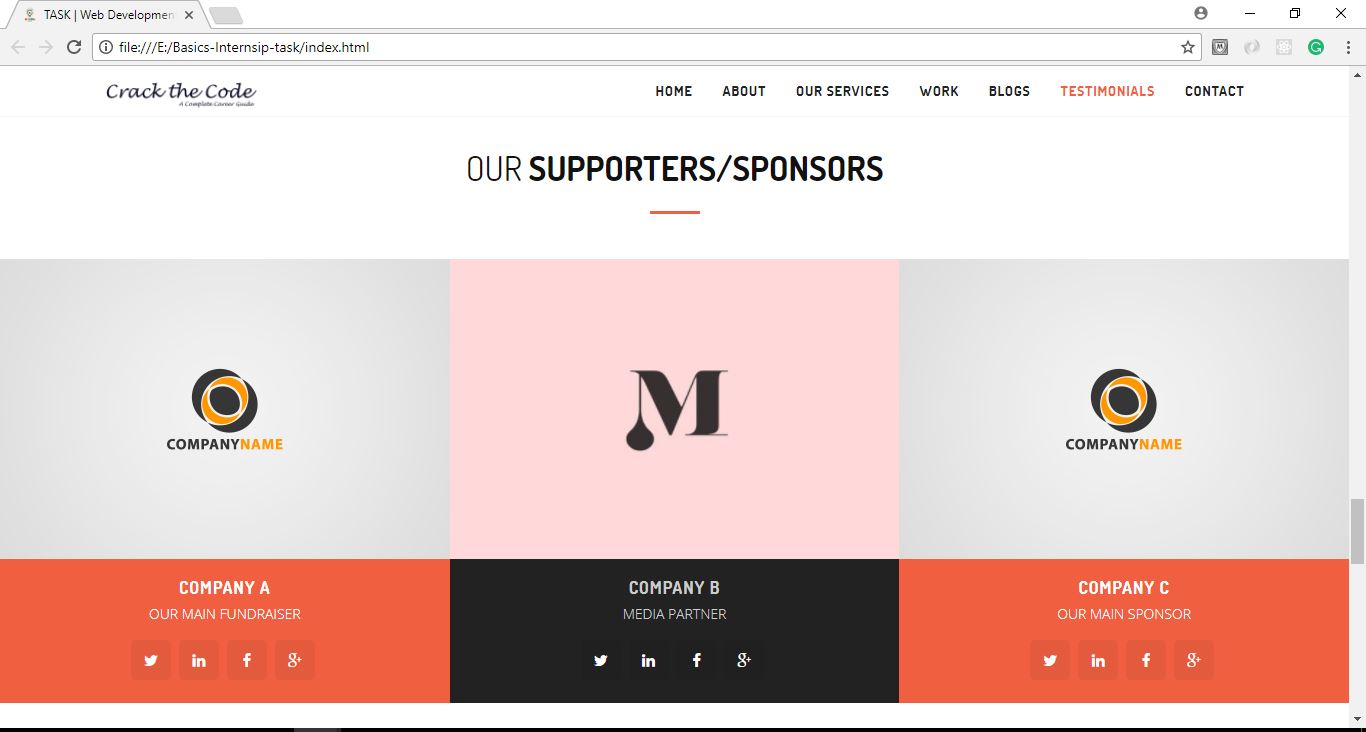 TASK | Web Developmen
file:///E:/Basics-Internsip-task/index.html
Crack the Code
A Complete Career Guide
HOME ABOUT OUR SERVICES WORK BLOGS TESTIMONIALS CONTACT
OUR SUPPORTERS/SPONSORS
COMPANYNAME
M
COMPANYNAME
COMPANY A
OUR MAIN FUNDRAISER
COMPANY B
MEDIA PARTNER
COMPANY C
OUR MAIN SPONSOR